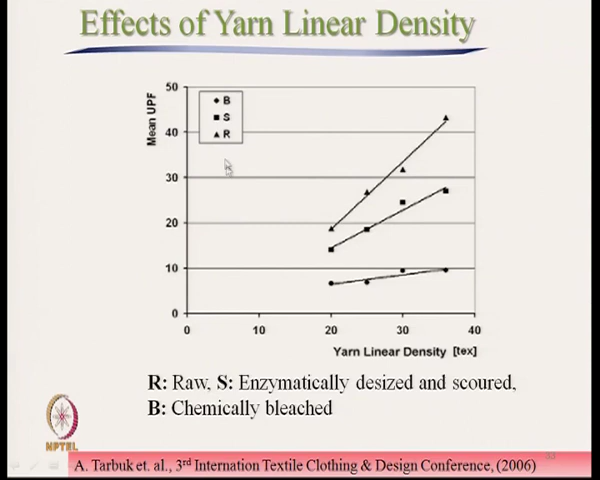 Effects of Yarn Linear Density
Mean UPF
50
40
30
20
10
0
B
S
R
0 10 20 30 40
Yarn Linear Density [tex]
R: Raw, S: Enzymatically desized and scoured,
B: Chemically bleached
NPTEL
A. Tarbuk et. al., 3rd Internation Textile Clothing & Design Conference, (2006)